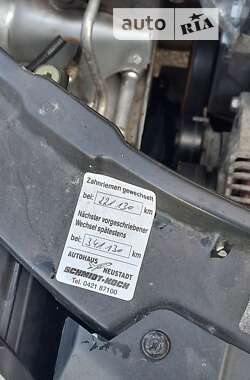 auto RIA
Zahnriemen gewechselt
bei: 221 130 km
Nächster vorgeschriebener
Wechsel spätestens
bei: 341 130 km
AUTOHAUS
NEUSTADT
SCHMIDT+KOCH
Tel. 0421 87100